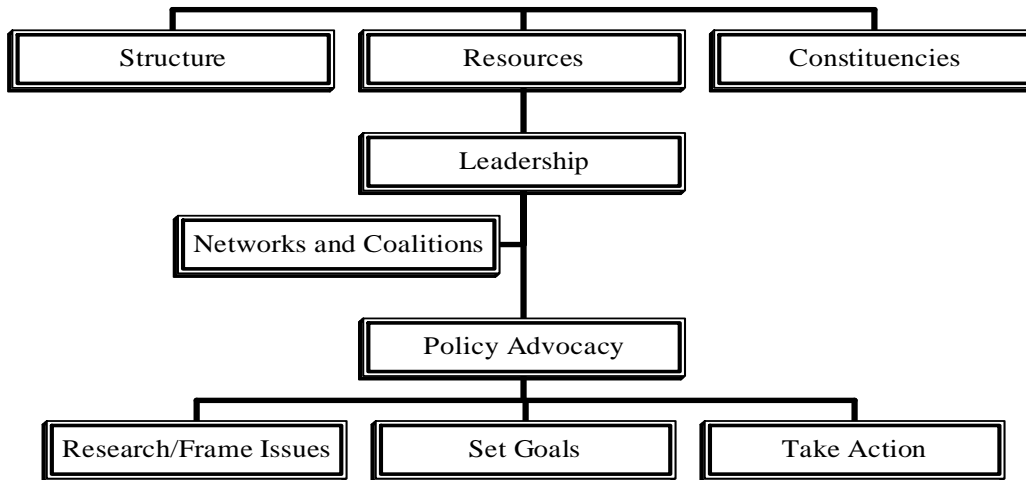 Structure
Resources
Constituencies
Leadership
Networks and Coalitions
Policy Advocacy
Research/Frame Issues
Set Goals
Take Action